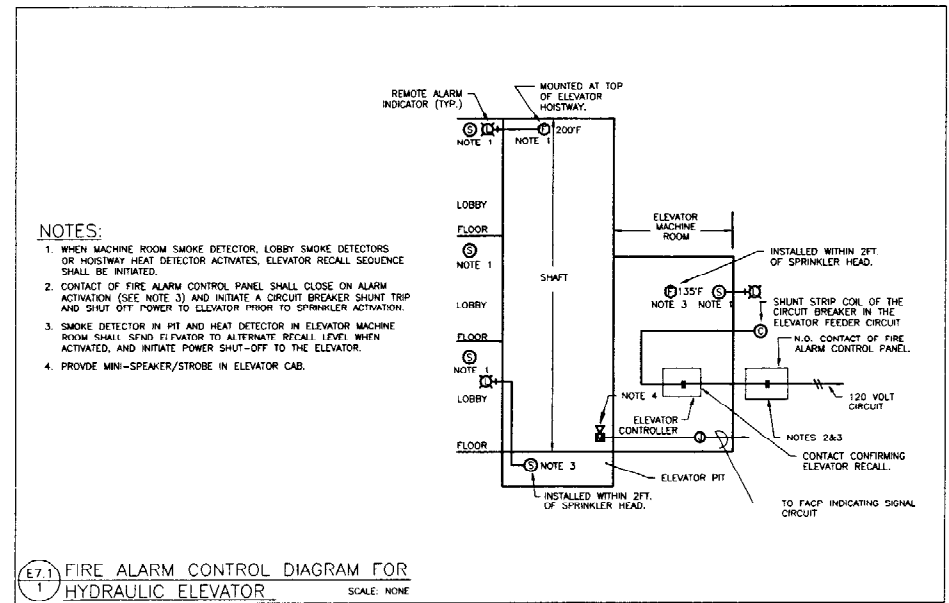 MOUNTED AT TOP
OF ELEVATOR
HOISTWAY.
REMOTE ALARM
INDICATOR (TYP.)
S L F 200°F
NOTE 1 NOTE 1
LOBBY
FLOOR
S
NOTE 1
LOBBY
FLOOR
S
NOTE 1
L
LOBBY
FLOOR
SHAFT
ELEVATOR
MACHINE
ROOM
INSTALLED WITHIN 2FT.
OF SPRINKLER HEAD.
F 135°F S
NOTE 3 NOTE
SHUNT STRIP COIL OF THE
CIRCUIT BREAKER IN THE
ELEVATOR FEEDER CIRCUIT
C
N.O. CONTACT OF FIRE
ALARM CONTROL PANEL.
NOTE 4
120 VOLT
CIRCUIT
ELEVATOR
CONTROLLER
J
NOTES 2&3
CONTACT CONFIRMING
ELEVATOR RECALL.
S NOTE 3
ELEVATOR PIT
INSTALLED WITHIN 2FT.
OF SPRINKLER HEAD.
TO FACP INDICATING SIGNAL
CIRCUIT
NOTES:
1. WHEN MACHINE ROOM SMOKE DETECTOR, LOBBY SMOKE DETECTORS
OR HOISTWAY HEAT DETECTOR ACTIVATES, ELEVATOR RECALL SEQUENCE
SHALL BE INITIATED.
2. CONTACT OF FIRE ALARM CONTROL PANEL SHALL CLOSE ON ALARM
ACTIVATION (SEE NOTE 3) AND INITIATE A CIRCUIT BREAKER SHUNT TRIP
AND SHUT OFF POWER TO ELEVATOR PRIOR TO SPRINKLER ACTIVATION.
3. SMOKE DETECTOR IN PIT AND HEAT DETECTOR IN ELEVATOR MACHINE
ROOM SHALL SEND ELEVATOR TO ALTERNATE RECALL LEVEL WHEN
ACTIVATED, AND INITIATE POWER SHUT-OFF TO THE ELEVATOR.
4. PROVDE MINI-SPEAKER/STROBE IN ELEVATOR CAB.
E7.1
1
FIRE ALARM CONTROL DIAGRAM FOR
HYDRAULIC ELEVATOR SCALE: NONE